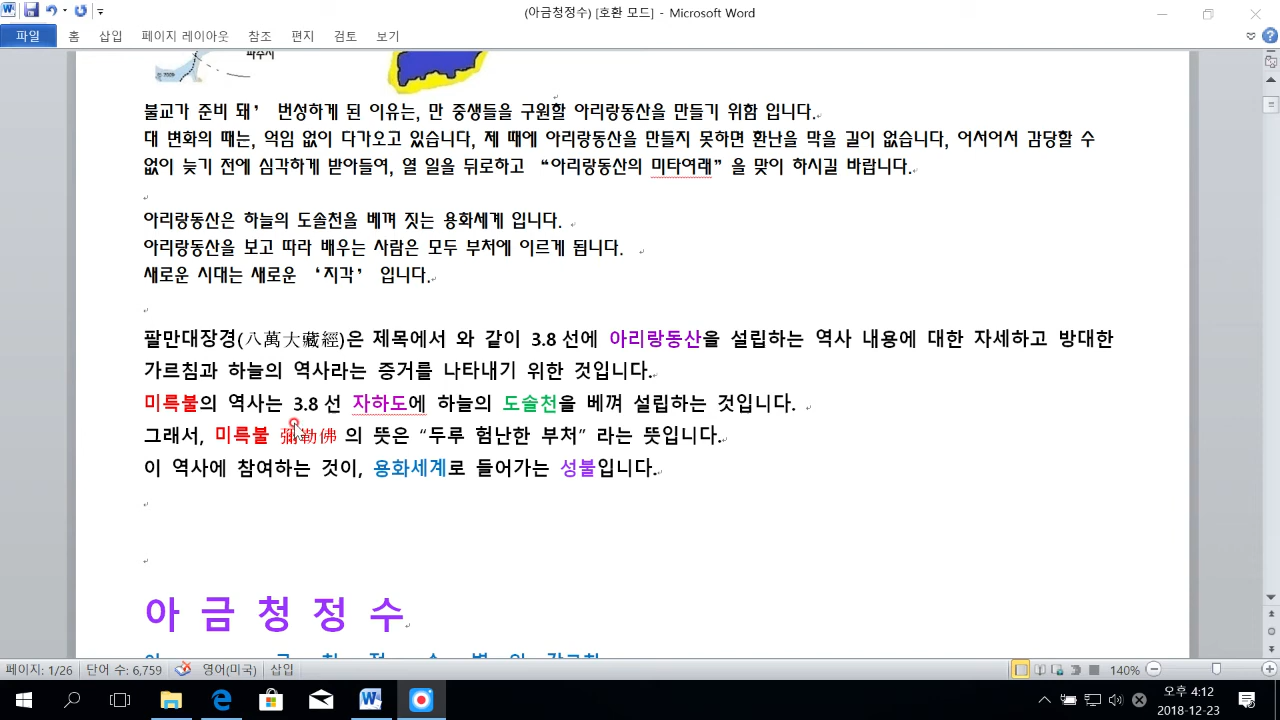 (아금청정수) [호환 모드] - Microsoft Word
파일 홈 삽입 페이지 레이아웃 참조 편지 검토 보기
파주시
불교가 준비 돼’ 번성하게 된 이유는, 만 중생들을 구원할 아리랑동산을 만들기 위함 입니다.
대 변화의 때는, 억임 없이 다가오고 있습니다, 제 때에 아리랑동산을 만들지 못하면 환난을 막을 길이 없습니다, 어서어서 감당할 수
없이 늦기 전에 심각하게 받아들여, 열 일을 뒤로하고 “아리랑동산의 미타여래” 을 맞이 하시길 바랍니다.
아리랑동산은 하늘의 도솔천을 베껴 짓는 용화세계 입니다.
아리랑동산을 보고 따라 배우는 사람은 모두 부처에 이르게 됩니다.
새로운 시대는 새로운 ‘지각’ 입니다.
팔만대장경(八萬大藏經)은 제목에서 와 같이 3.8 선에 아리랑동산을 설립하는 역사 내용에 대한 자세하고 방대한
가르침과 하늘의 역사라는 증거를 나타내기 위한 것입니다.
미륵불의 역사는 3.8 선 자하도에 하늘의 도솔천을 베껴 설립하는 것입니다.
그래서, 미륵불 彌勒佛 의 뜻은 “두루 험난한 부처” 라는 뜻입니다.
이 역사에 참여하는 것이, 용화세계로 들어가는 성불입니다.
아 금 청 정 수
페이지: 1/26 단어 수: 6,759 영어(미국) 삽입 140%
오후 4:12
2018-12-23